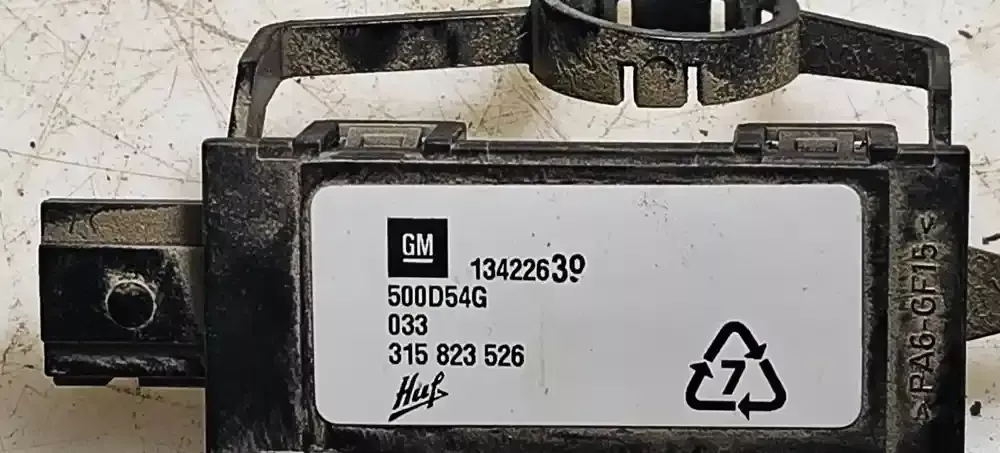 GM
13422639
500D54G
033
315 823 526
Huf
7
>PA6-GF15<